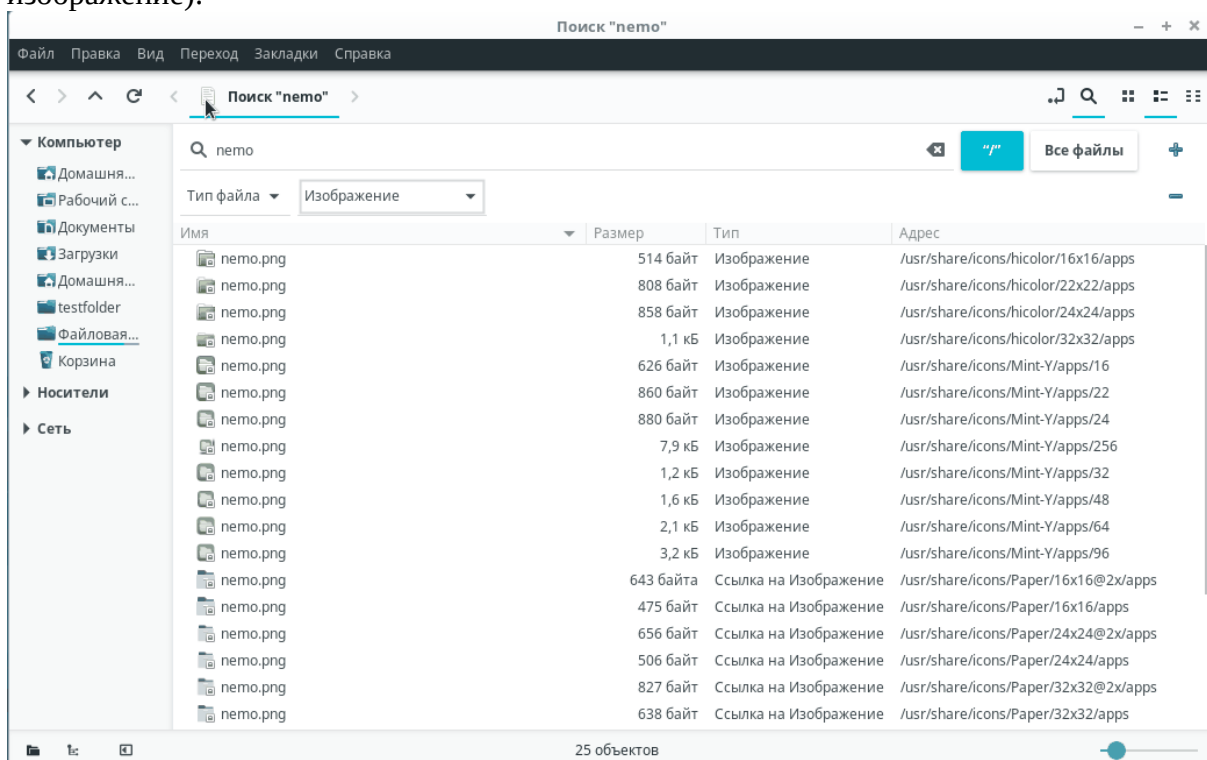 изображение).
Поиск "nemo"
Файл Правка Вид Переход Закладки Справка
Поиск "nemo"
Компьютер
nemo
"/"
Все файлы
Домашня...
Рабочий с...
Тип файла
Изображение
Документы
Имя Размер Тип Адрес
Загрузки
nemo.png 514 байт Изображение /usr/share/icons/hicolor/16x16/apps
Домашня...
nemo.png 808 байт Изображение /usr/share/icons/hicolor/22x22/apps
testfolder
nemo.png 858 байт Изображение /usr/share/icons/hicolor/24x24/apps
Файловая...
nemo.png 1,1 кБ Изображение /usr/share/icons/hicolor/32x32/apps
Корзина
nemo.png 626 байт Изображение /usr/share/icons/Mint-Y/apps/16
Носители
nemo.png 860 байт Изображение /usr/share/icons/Mint-Y/apps/22
Сеть
nemo.png 880 байт Изображение /usr/share/icons/Mint-Y/apps/24
nemo.png 7,9 кБ Изображение /usr/share/icons/Mint-Y/apps/256
nemo.png 1,2 кБ Изображение /usr/share/icons/Mint-Y/apps/32
nemo.png 1,6 кБ Изображение /usr/share/icons/Mint-Y/apps/48
nemo.png 2,1 кБ Изображение /usr/share/icons/Mint-Y/apps/64
nemo.png 3,2 кБ Изображение /usr/share/icons/Mint-Y/apps/96
nemo.png 643 байта Ссылка на Изображение /usr/share/icons/Paper/16x16@2x/apps
nemo.png 475 байт Ссылка на Изображение /usr/share/icons/Paper/16x16/apps
nemo.png 656 байт Ссылка на Изображение /usr/share/icons/Paper/24x24@2x/apps
nemo.png 506 байт Ссылка на Изображение /usr/share/icons/Paper/24x24/apps
nemo.png 827 байт Ссылка на Изображение /usr/share/icons/Paper/32x32@2x/apps
nemo.png 638 байт Ссылка на Изображение /usr/share/icons/Paper/32x32/apps
25 объектов